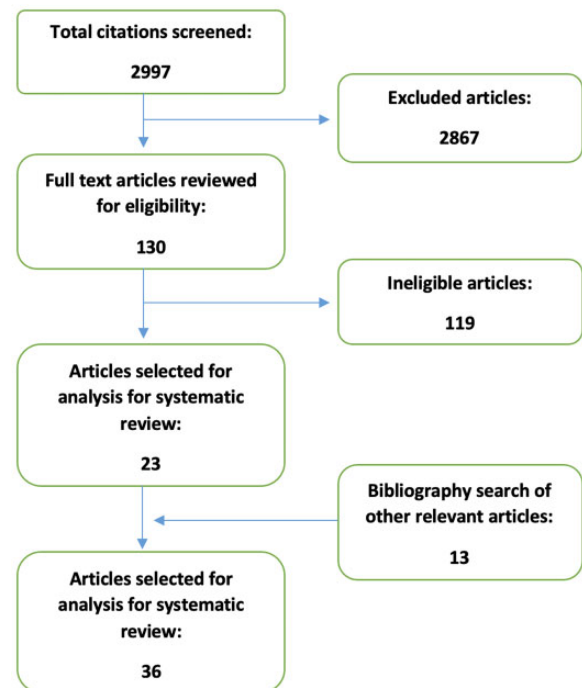 Total citations screened:
2997
Excluded articles:
2867
Full text articles reviewed
for eligibility:
130
Ineligible articles:
119
Articles selected for
analysis for systematic
review:
23
Bibliography search of
other relevant articles:
13
Articles selected for
analysis for systematic
review:
36